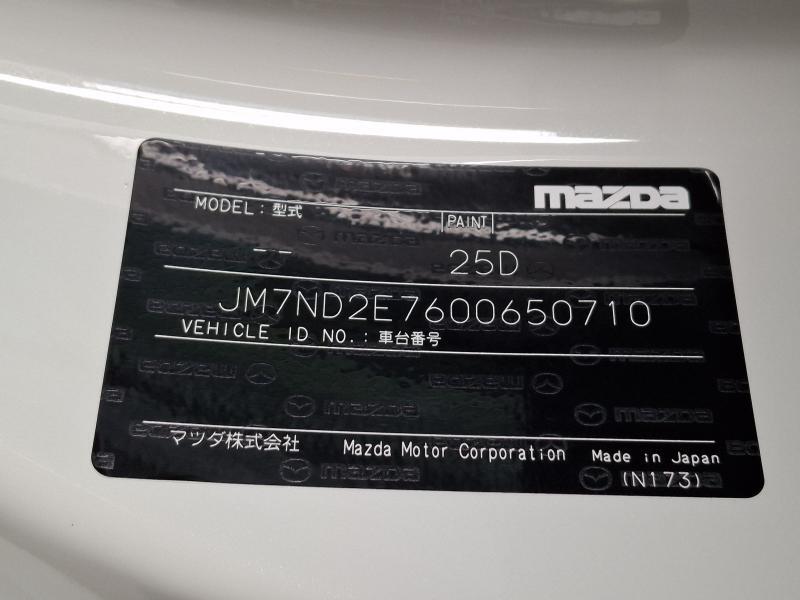 mazda
MODEL：型式
PAINT
-- 25D
JM7ND2E7600650710
VEHICLE ID NO.：車台番号
マツダ株式会社 Mazda Motor Corporation Made in Japan
(N173)